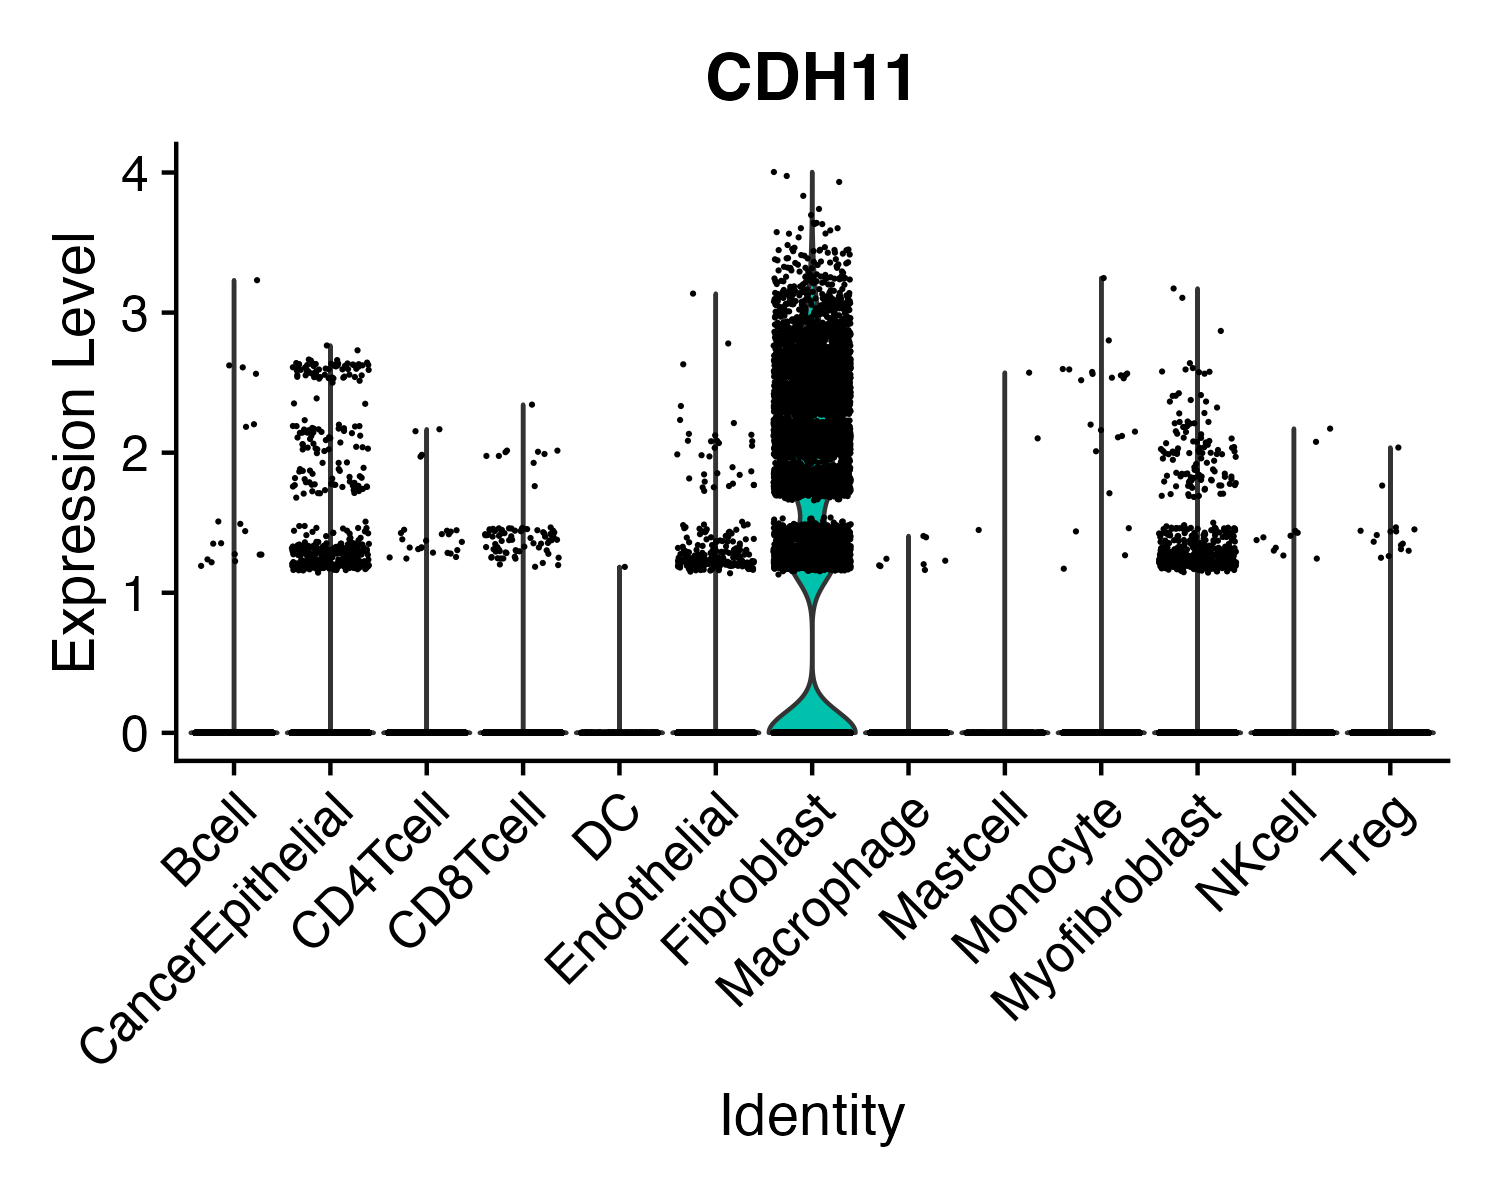 CDH11
Expression Level
4
3
2
1
0
Bcell
CancerEpithelial
CD4Tcell
CD8Tcell
DC
Endothelial
Fibroblast
Macrophage
Mastcell
Monocyte
Myofibroblast
NKcell
Treg
Identity